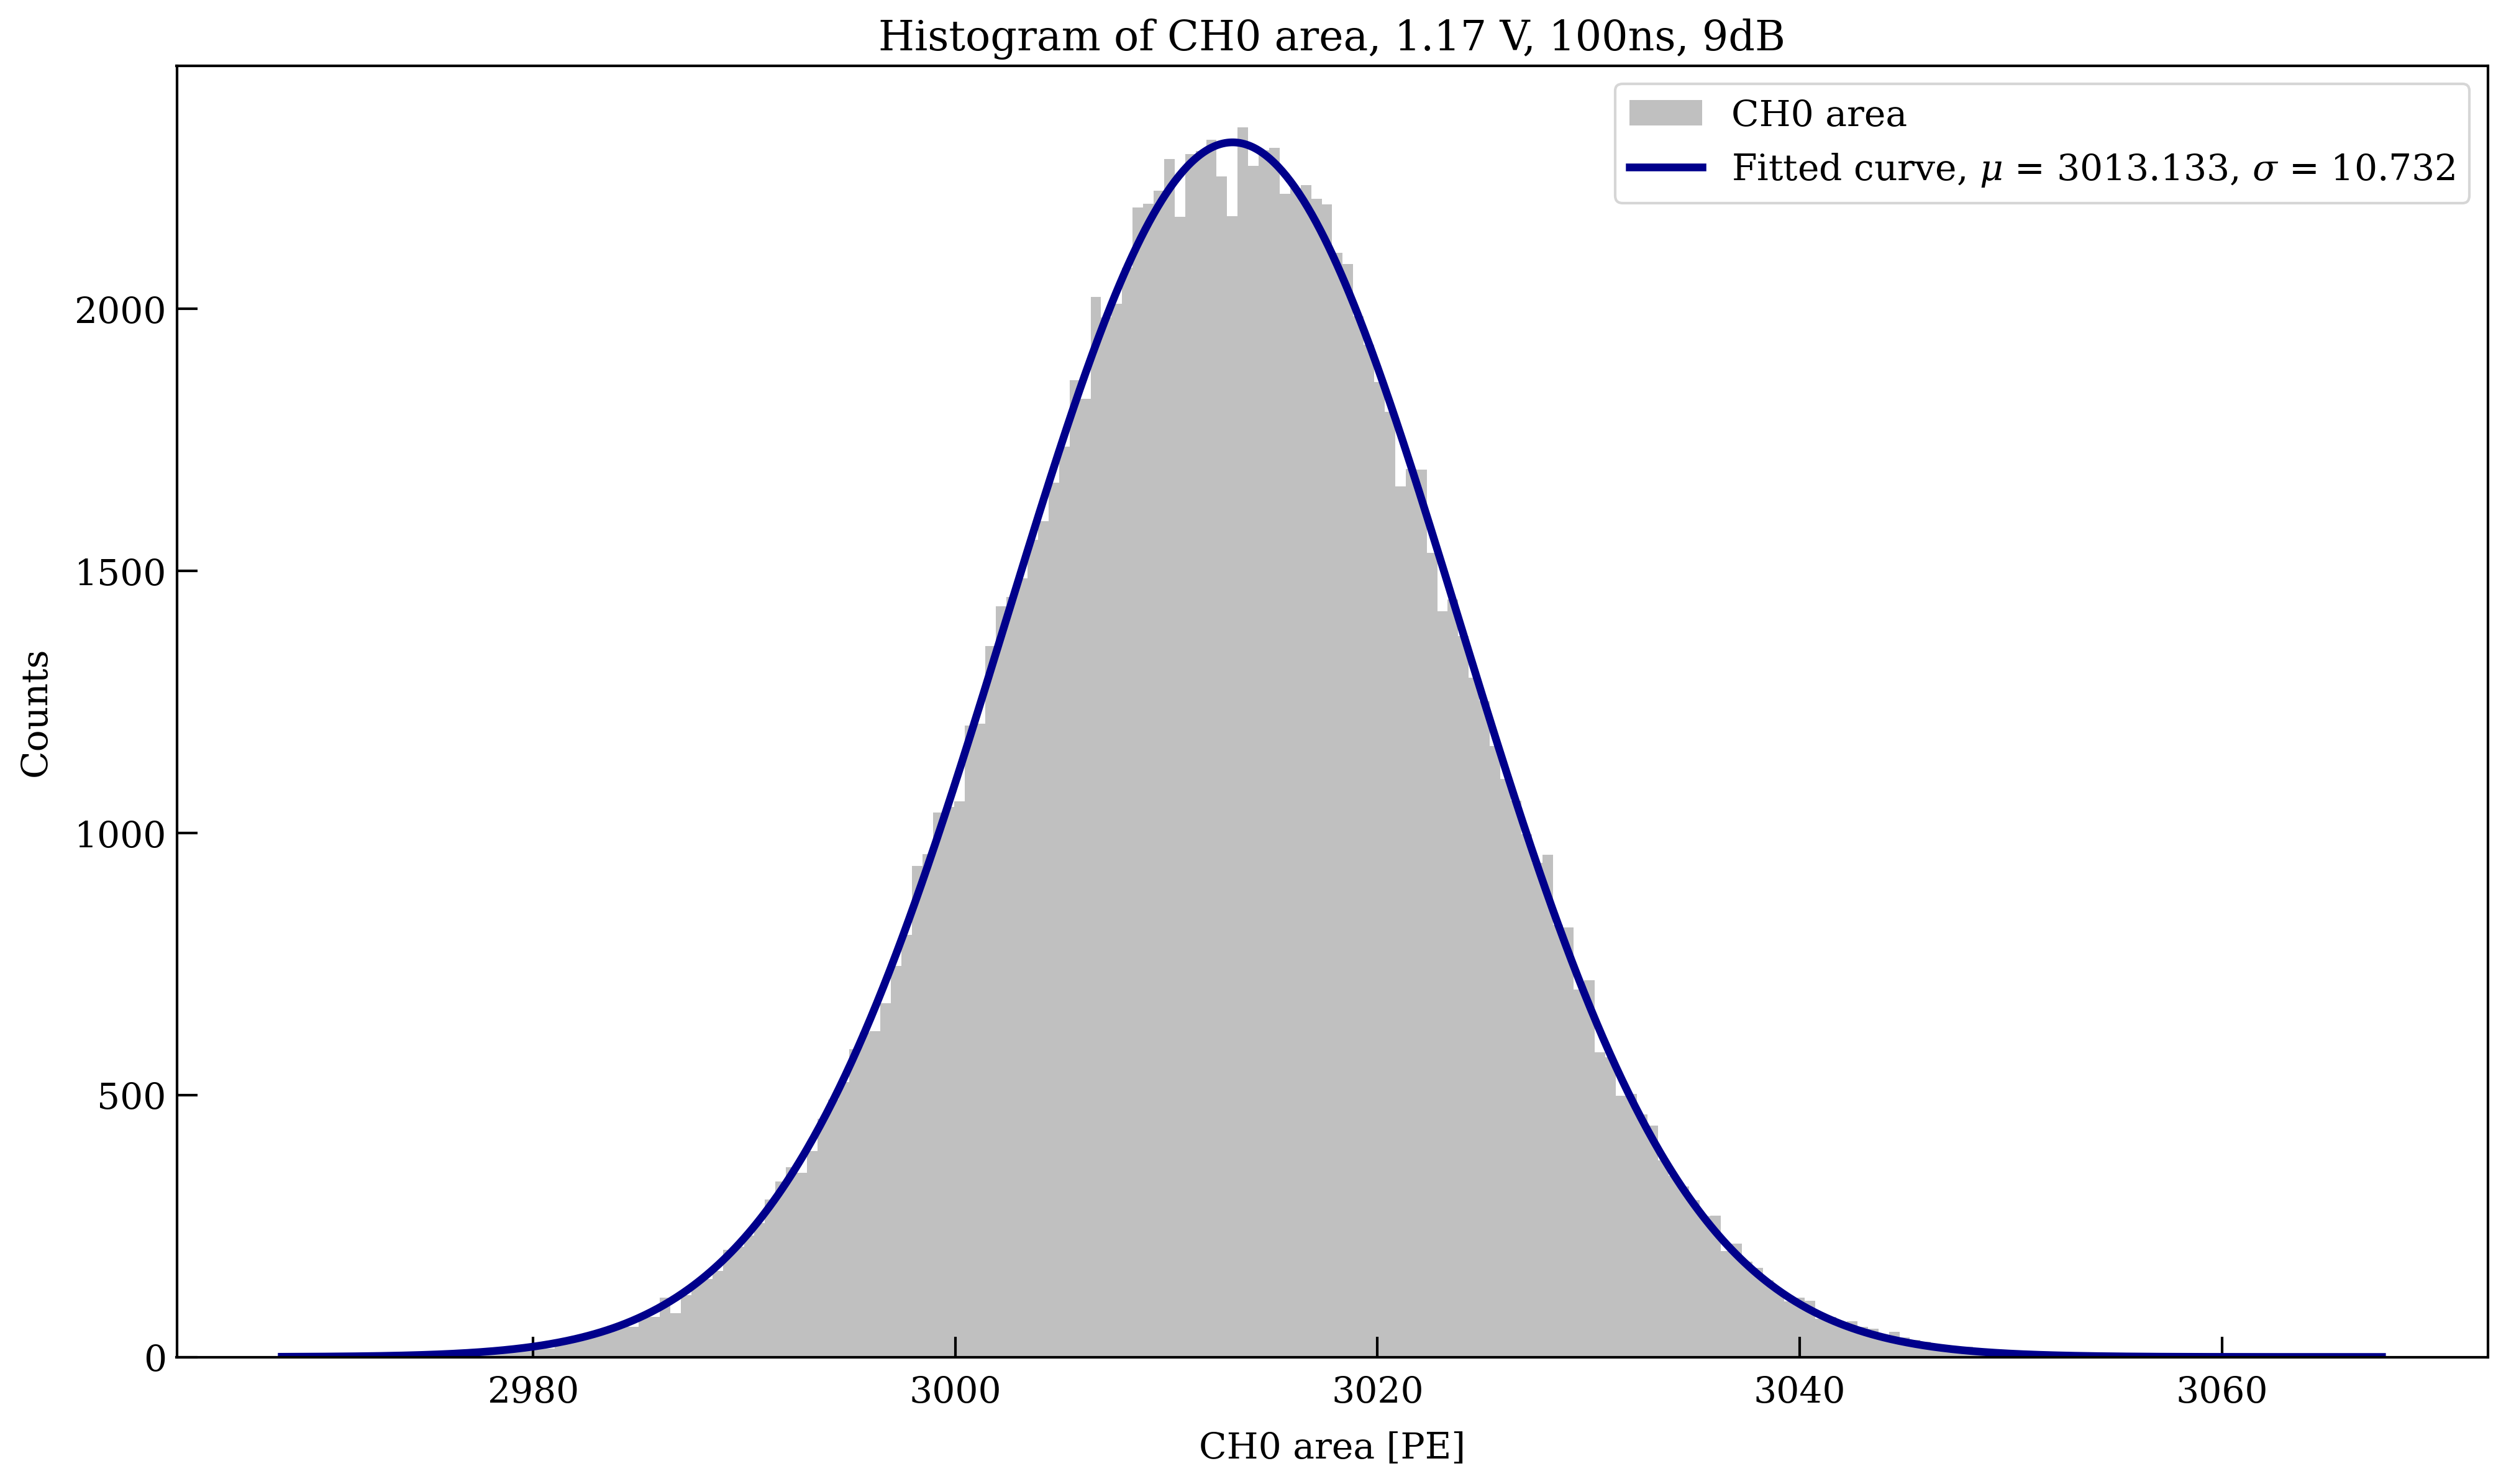 Histogram of CH0 area, 1.17 V, 100ns, 9dB
CH0 area
Fitted curve, μ = 3013.133, σ = 10.732
2000
1500
1000
500
0
Counts
2980
3000
3020
3040
3060
CH0 area [PE]